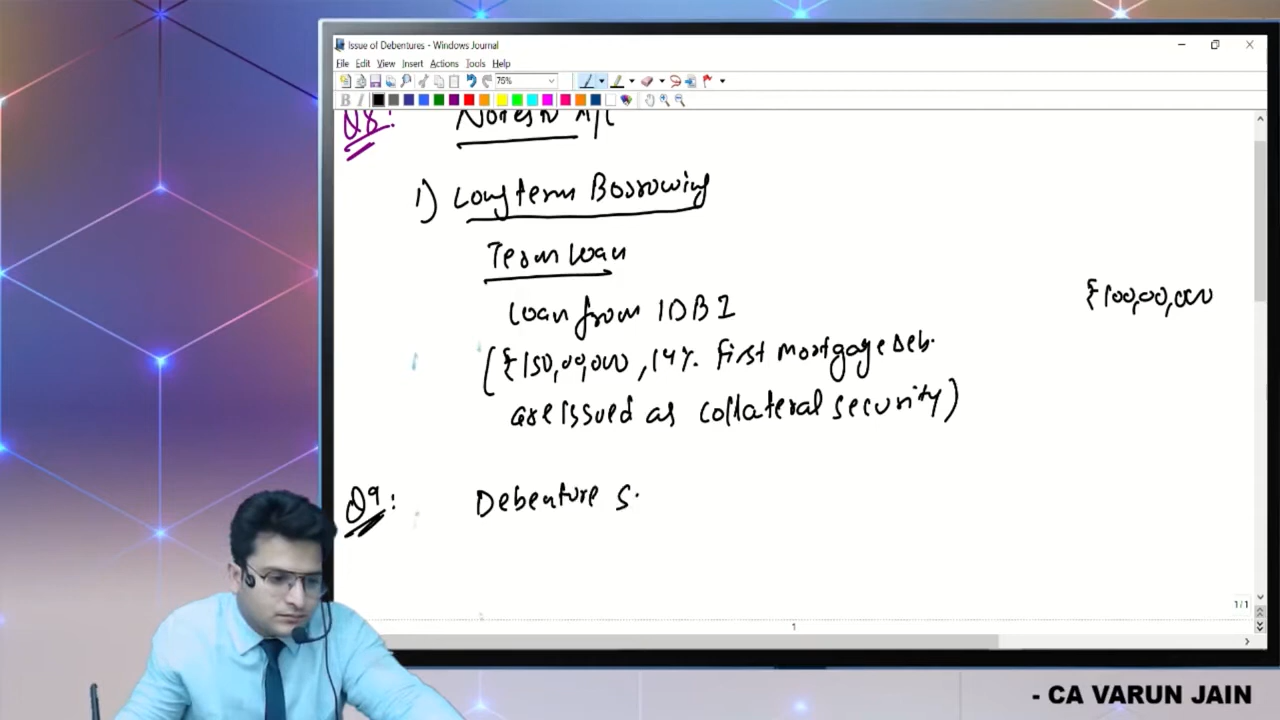 Issue of Debentures - Windows Journal
File Edit View Insert Actions Tools Help
75%
B I
Q8: Notes to A/c
1) Long term Borrowing
Term Loan
Loan from IDBI ₹100,00,000
(₹150,00,000, 14% First mortgage Deb.
are issued as collateral security)
Q9: Debenture S.
1/1
1
- CA VARUN JAIN